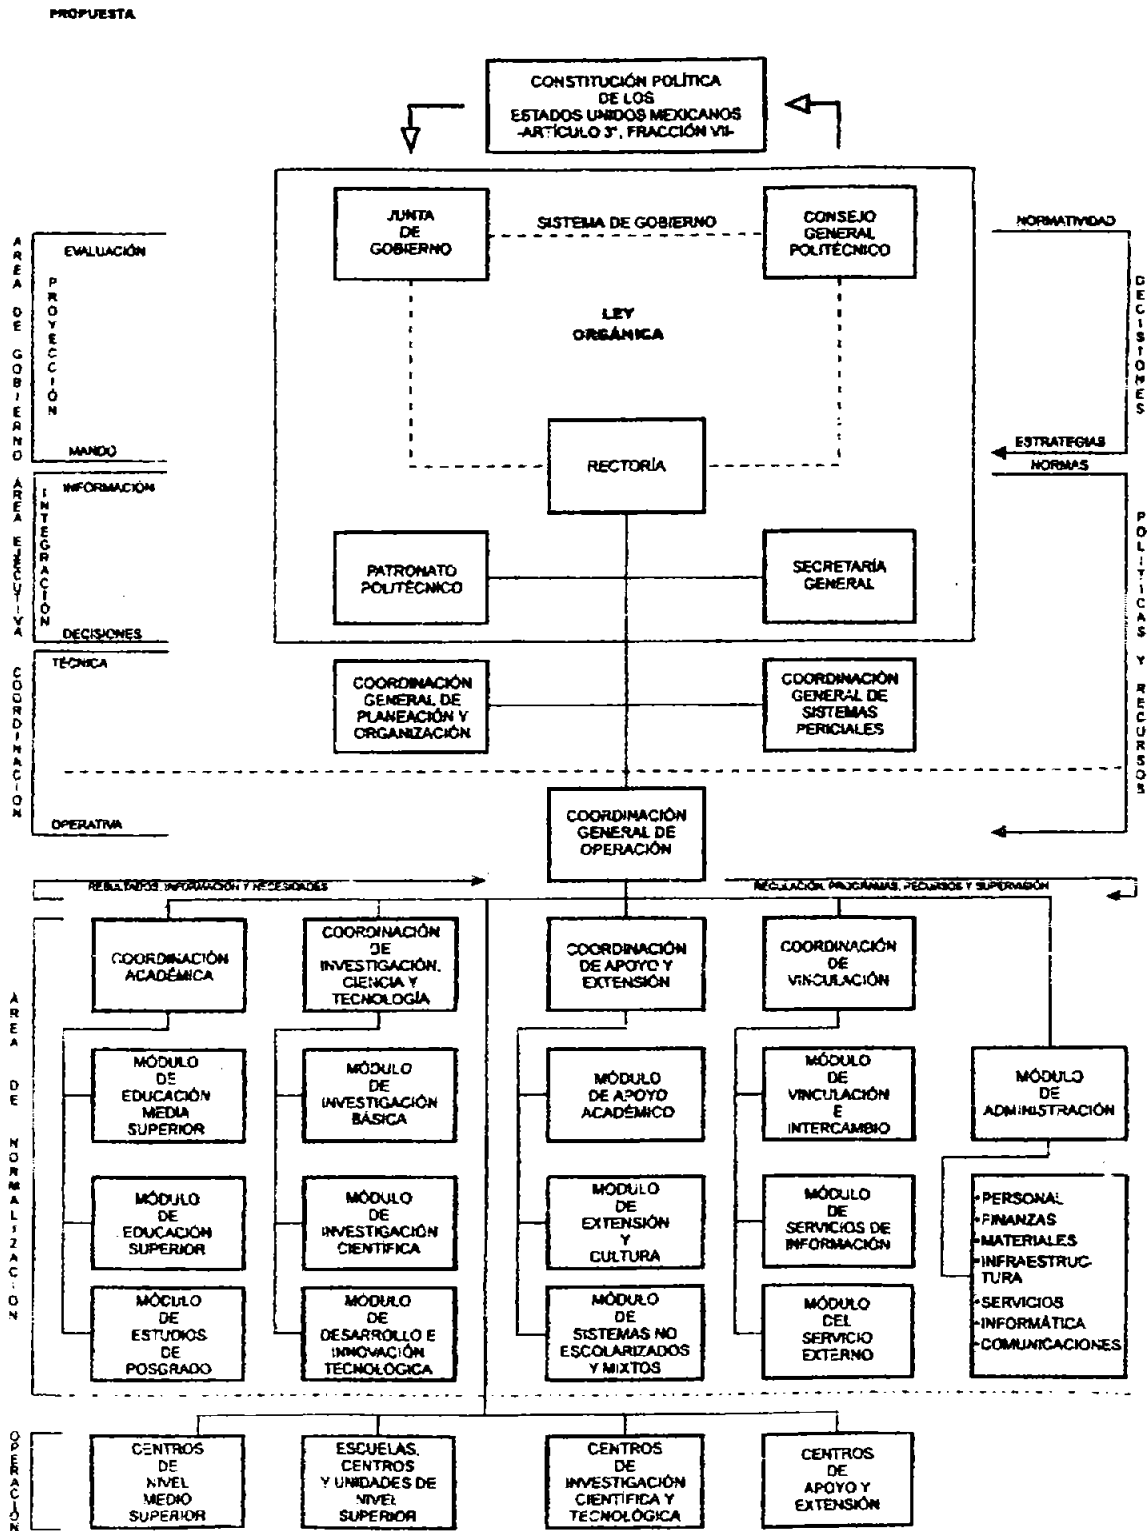 PROPUESTA
CONSTITUCIÓN POLÍTICA
DE LOS
ESTADOS UNIDOS MEXICANOS
-ARTÍCULO 3°, FRACCIÓN VII-
JUNTA
DE
GOBIERNO
SISTEMA DE GOBIERNO
CONSEJO
GENERAL
POLITÉCNICO
LEY
ORGÁNICA
RECTORÍA
PATRONATO
POLITÉCNICO
SECRETARÍA
GENERAL
AREA DE GOBIERNO
EVALUACIÓN
PROYECCIÓN
MANDO
ÁREA EJECUTIVA
INFORMACIÓN
INTEGRACIÓN
DECISIONES
COORDINACIÓN
TÉCNICA
OPERATIVA
NORMATIVIDAD
DECISIONES
ESTRATEGIAS
NORMAS
POLÍTICAS Y RECURSOS
COORDINACIÓN
GENERAL DE
PLANEACIÓN Y
ORGANIZACIÓN
COORDINACIÓN
GENERAL DE
SISTEMAS
PERICIALES
COORDINACIÓN
GENERAL DE
OPERACIÓN
RESULTADOS, INFORMACIÓN Y NECESIDADES
REGULACIÓN, PROGRAMAS, RECURSOS Y SUPERVISIÓN
ÁREA DE NORMALIZACIÓN
COORDINACIÓN
ACADÉMICA
COORDINACIÓN
DE
INVESTIGACIÓN,
CIENCIA Y
TECNOLOGÍA
COORDINACIÓN
DE APOYO Y
EXTENSIÓN
COORDINACIÓN
DE
VINCULACIÓN
MÓDULO
DE
EDUCACIÓN
MEDIA
SUPERIOR
MÓDULO
DE
INVESTIGACIÓN
BÁSICA
MÓDULO
DE APOYO
ACADÉMICO
MÓDULO
DE
VINCULACIÓN
E
INTERCAMBIO
MÓDULO
DE
ADMINISTRACIÓN
MÓDULO
DE
EDUCACIÓN
SUPERIOR
MÓDULO
DE
INVESTIGACIÓN
CIENTÍFICA
MÓDULO
DE
EXTENSIÓN
Y
CULTURA
MÓDULO
DE
SERVICIOS DE
INFORMACIÓN
•PERSONAL
•FINANZAS
•MATERIALES
•INFRAESTRUC-
TURA
•SERVICIOS
•INFORMÁTICA
•COMUNICACIONES
MÓDULO
DE
ESTUDIOS
DE
POSGRADO
MÓDULO
DE
DESARROLLO E
INNOVACIÓN
TECNOLÓGICA
MÓDULO
DE
SISTEMAS NO
ESCOLARIZADOS
Y MIXTOS
MÓDULO
DEL
SERVICIO
EXTERNO
OPERACIÓN
CENTROS
DE
NIVEL
MEDIO
SUPERIOR
ESCUELAS,
CENTROS
Y UNIDADES DE
NIVEL
SUPERIOR
CENTROS
DE
INVESTIGACIÓN
CIENTÍFICA Y
TECNOLÓGICA
CENTROS
DE
APOYO Y
EXTENSIÓN